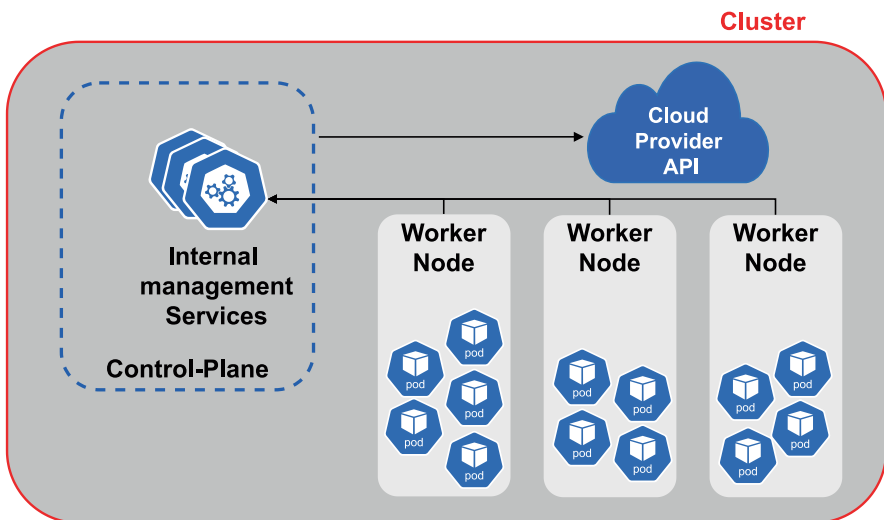 Cluster
Cloud
Provider
API
Internal
management
Services
Control-Plane
Worker
Node
pod
pod
pod
pod
pod
Worker
Node
pod
pod
pod
pod
Worker
Node
pod
pod
pod
pod